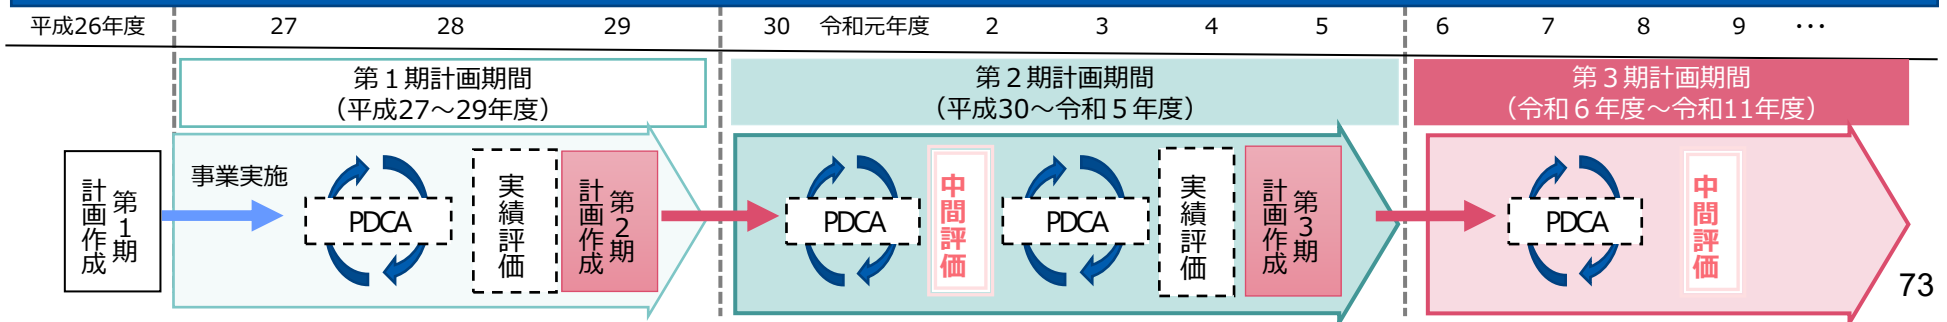 平成26年度 27 28 29 30 令和元年度 2 3 4 5 6 7 8 9 …
第１期計画期間
（平成27～29年度）
第２期計画期間
（平成30～令和５年度）
第３期計画期間
（令和６年度～令和11年度）
第1期
計画作成
事業実施
PDCA
実績評価
第2期
計画作成
PDCA
中間評価
PDCA
実績評価
第3期
計画作成
PDCA
中間評価
73